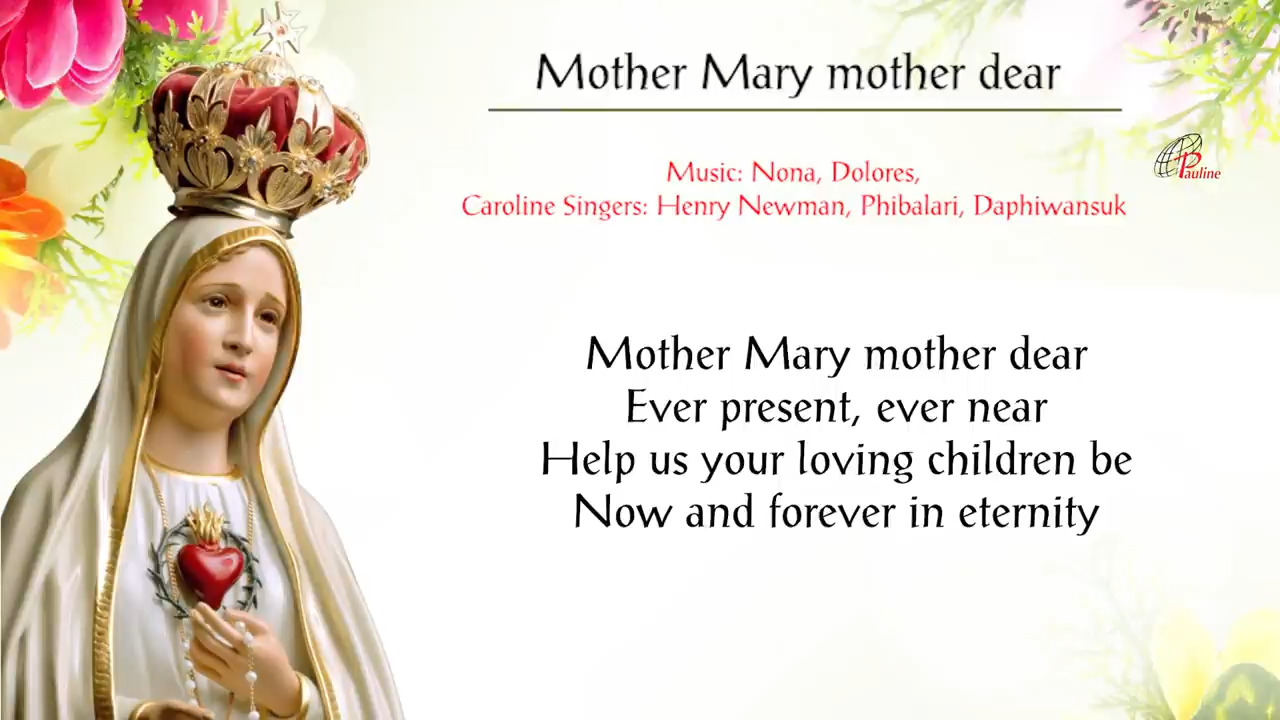 Mother Mary mother dear
Music: Nona, Dolores,
Caroline Singers: Henry Newman, Phibalari, Daphiwansuk
Pauline
Mother Mary mother dear
Ever present, ever near
Help us your loving children be
Now and forever in eternity